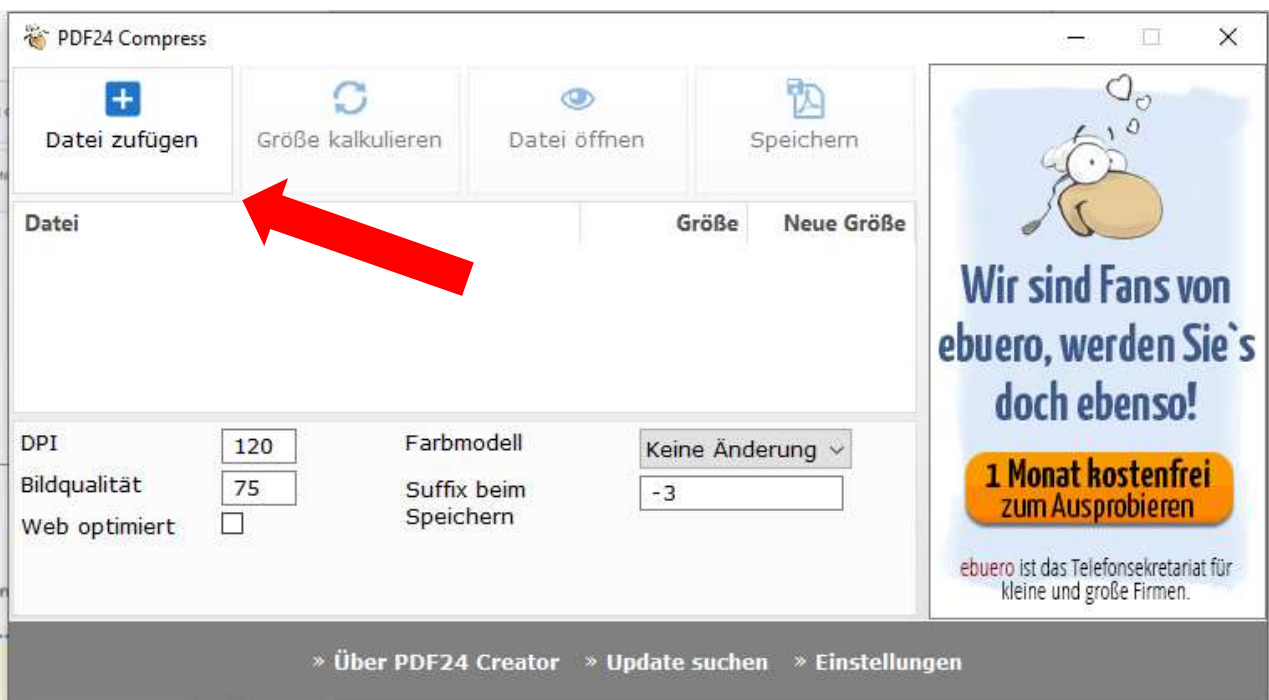 PDF24 Compress
Datei zufügen
Größe kalkulieren
Datei öffnen
Speichern
Datei
Größe
Neue Größe
DPI
120
Bildqualität
75
Web optimiert
Farbmodell
Keine Änderung
Suffix beim
Speichern
-3
Wir sind Fans von
ebuero, werden Sie`s
doch ebenso!
1 Monat kostenfrei
zum Ausprobieren
ebuero ist das Telefonsekretariat für
kleine und große Firmen.
» Über PDF24 Creator » Update suchen » Einstellungen